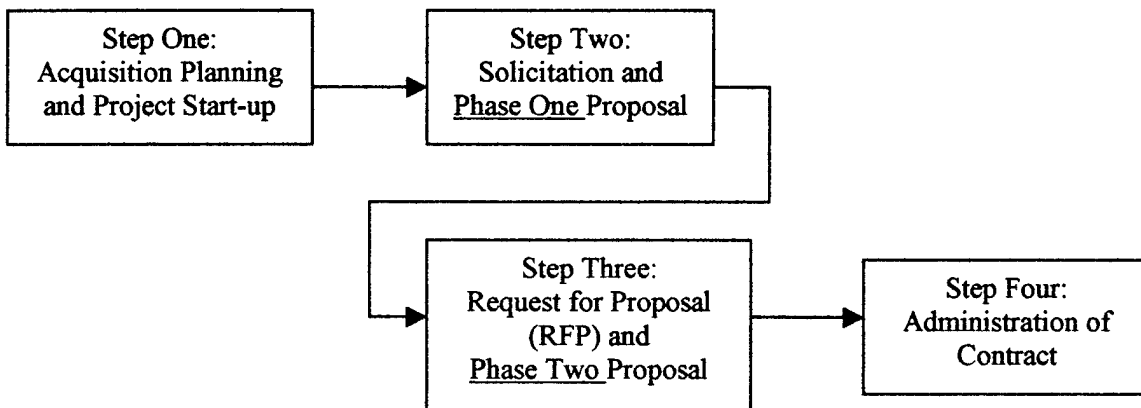 Step One:
Acquisition Planning
and Project Start-up
Step Two:
Solicitation and
Phase One Proposal
Step Three:
Request for Proposal
(RFP) and
Phase Two Proposal
Step Four:
Administration of
Contract